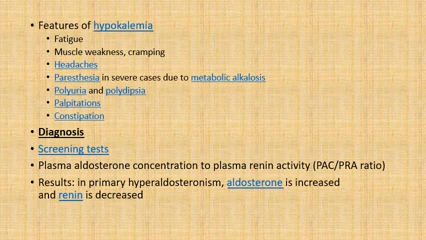 • Features of hypokalemia
• Fatigue
• Muscle weakness, cramping
• Headaches
• Paresthesia in severe cases due to metabolic alkalosis
• Polyuria and polydipsia
• Palpitations
• Constipation
• Diagnosis
• Screening tests
• Plasma aldosterone concentration to plasma renin activity (PAC/PRA ratio)
• Results: in primary hyperaldosteronism, aldosterone is increased
and renin is decreased